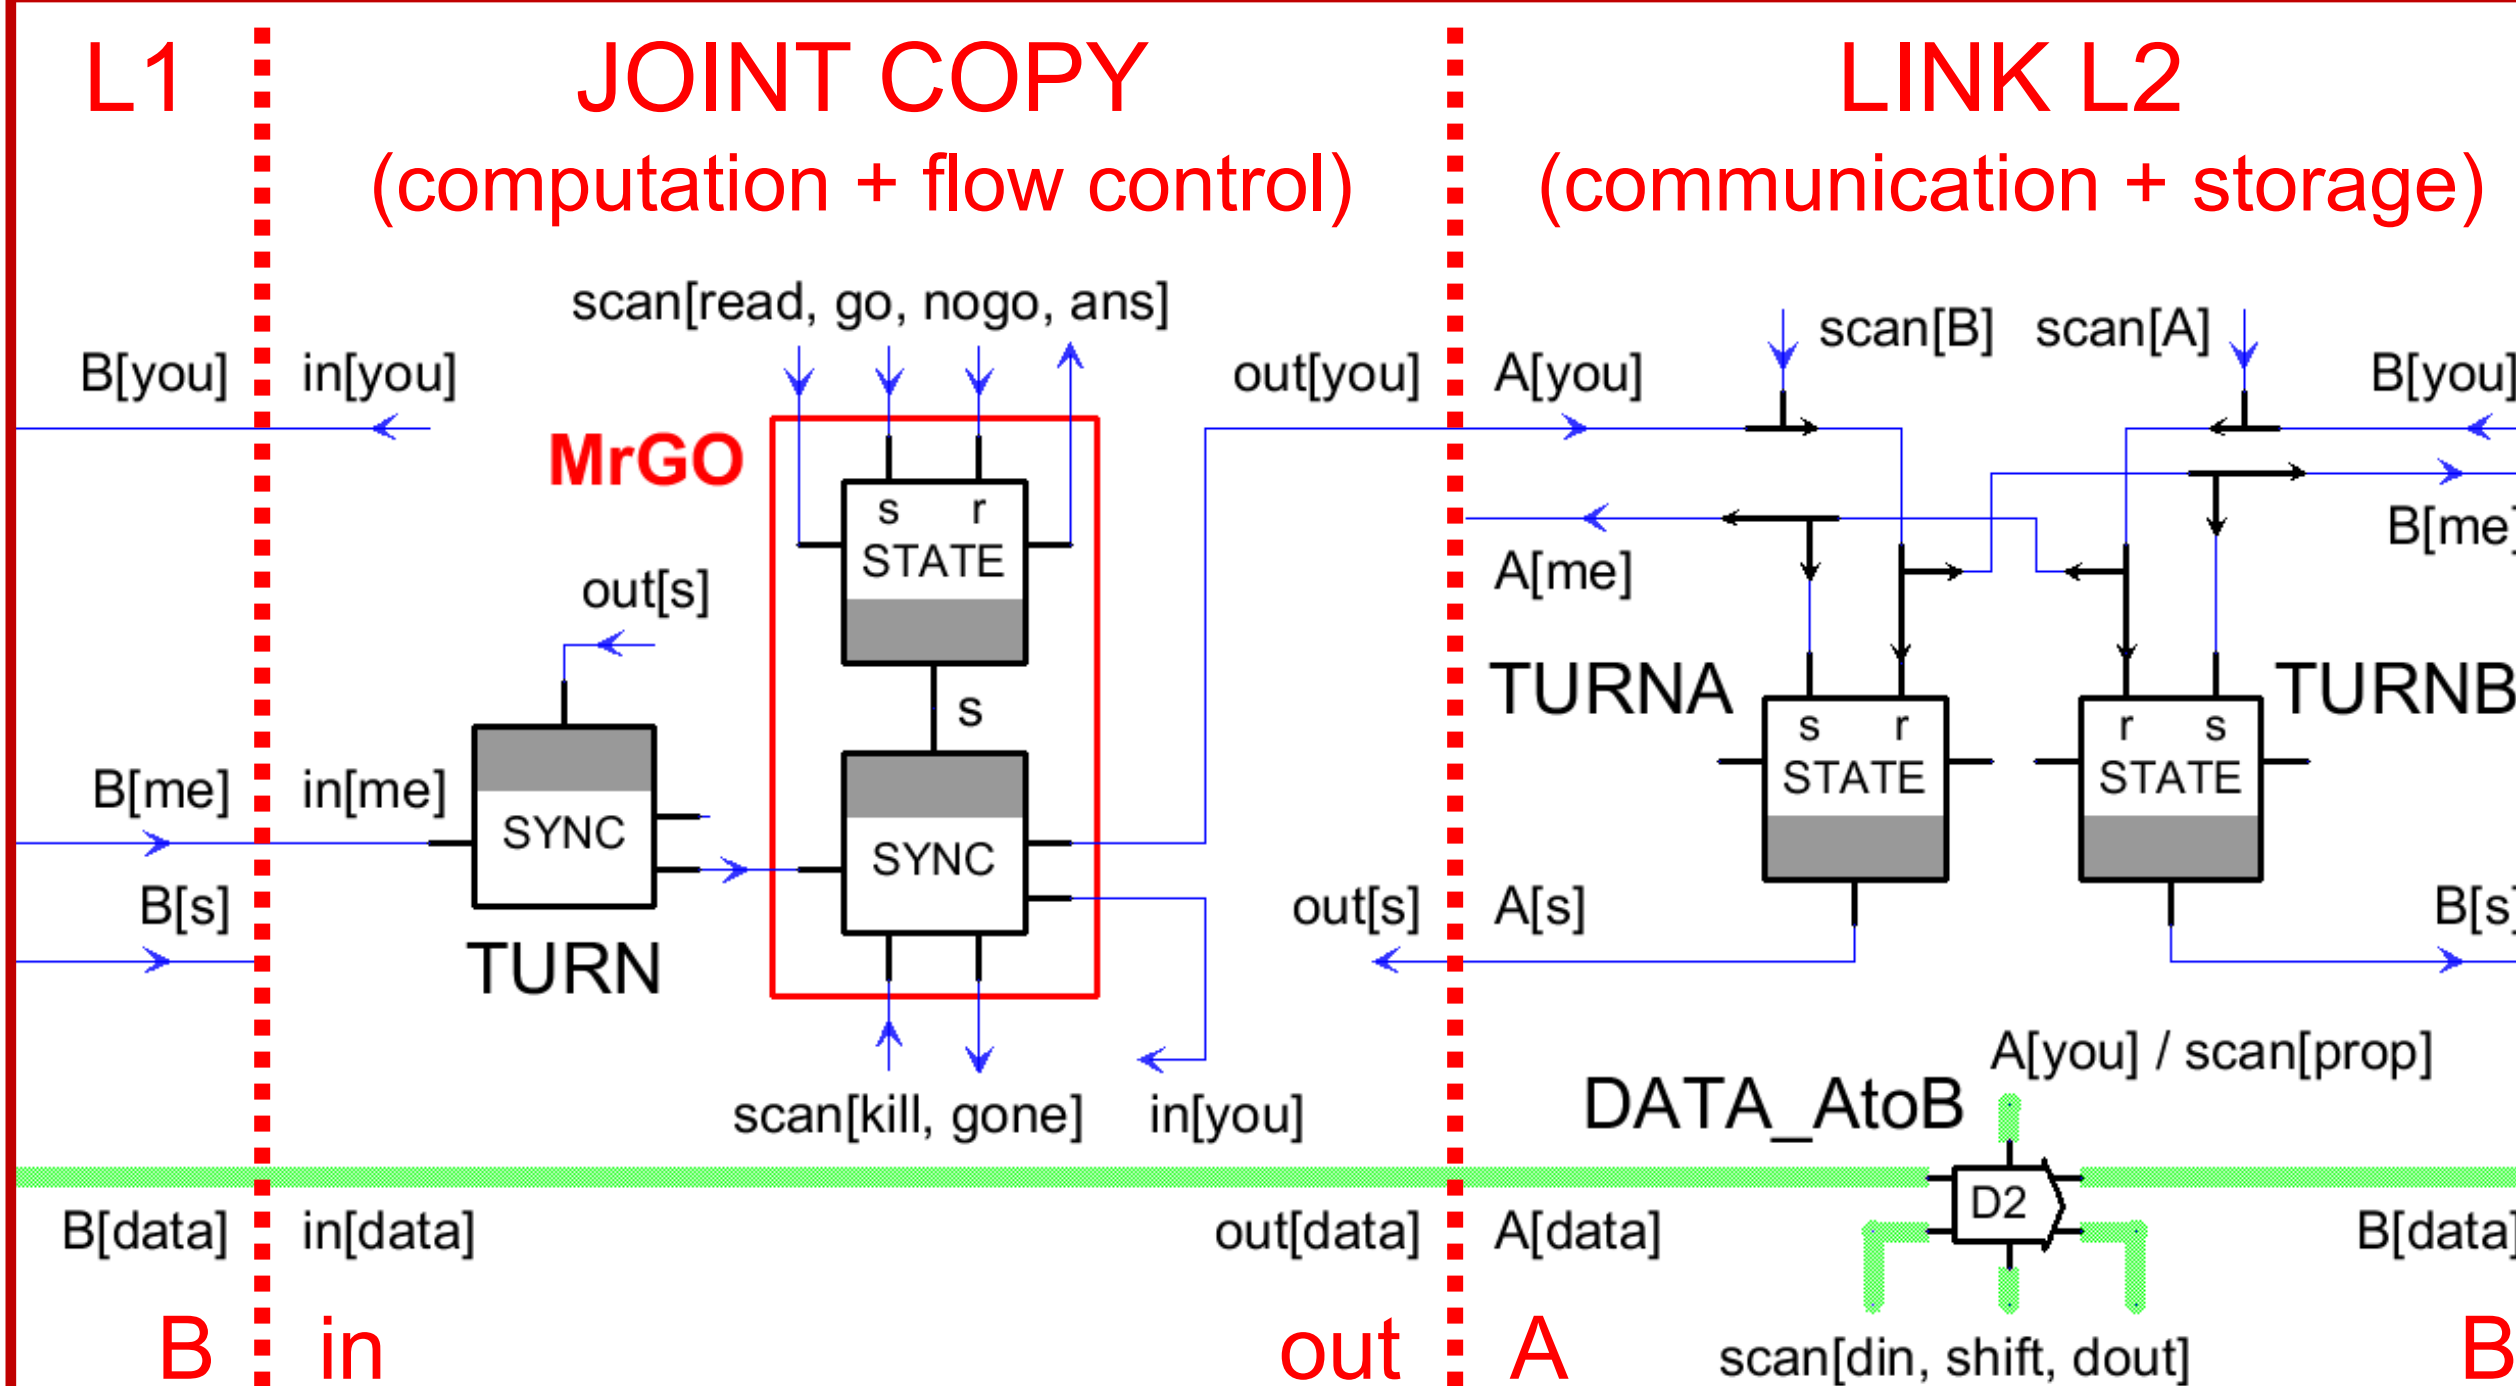 L1
JOINT COPY
LINK L2
(computation + flow control)
(communication + storage)
scan[read, go, nogo, ans]
scan[B]
scan[A]
B[you]
in[you]
out[you]
A[you]
B[you]
MrGO
s
r
STATE
B[me]
A[me]
out[s]
s
TURNA
TURNB
s
r
STATE
r
s
STATE
B[me]
in[me]
SYNC
SYNC
B[s]
out[s]
A[s]
B[s]
TURN
A[you] / scan[prop]
scan[kill, gone]
in[you]
DATA_AtoB
D2
B[data]
in[data]
out[data]
A[data]
B[data]
B
in
out
A
scan[din, shift, dout]
B